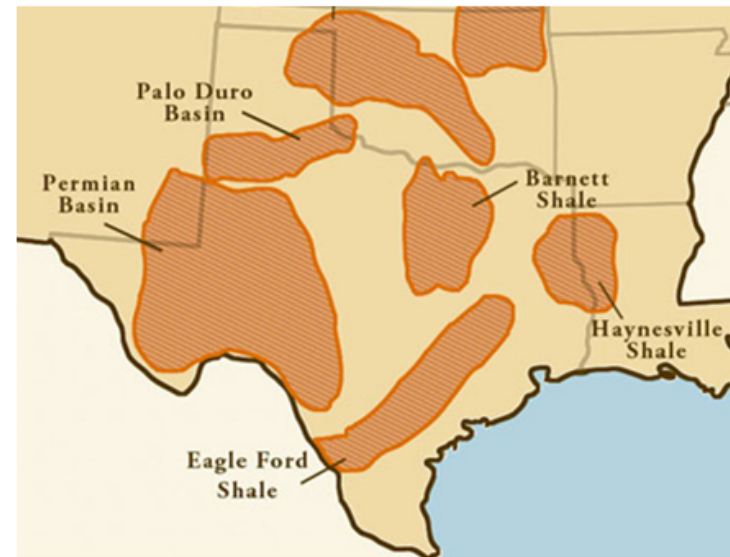 Palo Duro
Basin
Permian
Basin
Barnett
Shale
Haynesville
Shale
Eagle Ford
Shale